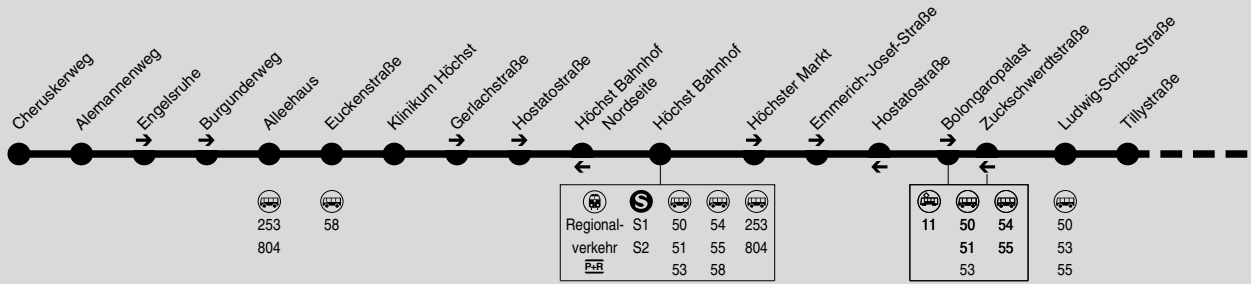 Cheruskerweg
Alemannenweg
Engelsruhe
Burgunderweg
Alleehaus
Euckenstraße
Klinikum Höchst
Gerlachstraße
Hostatostraße
Höchst Bahnhof
Nordseite
Höchst Bahnhof
Höchster Markt
Emmerich-Josef-Straße
Hostatostraße
Bolongaropalast
Zuckschwerdtstraße
Ludwig-Scriba-Straße
Tillystraße
253
804
58
S
Regional- S1 50 54 253
verkehr S2 51 55 804
P+R 53 58
11 50 54
51 55
53
50
53
55